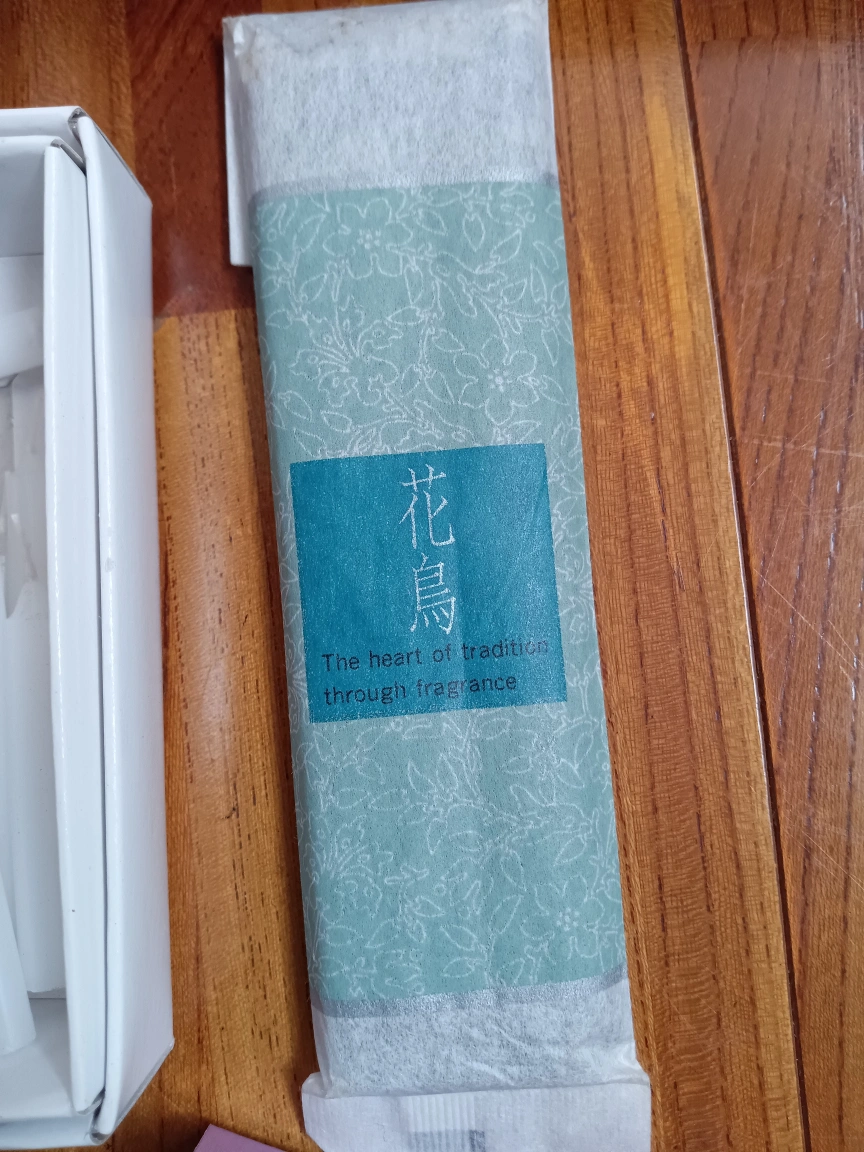 花鳥
The heart of tradition
through fragrance